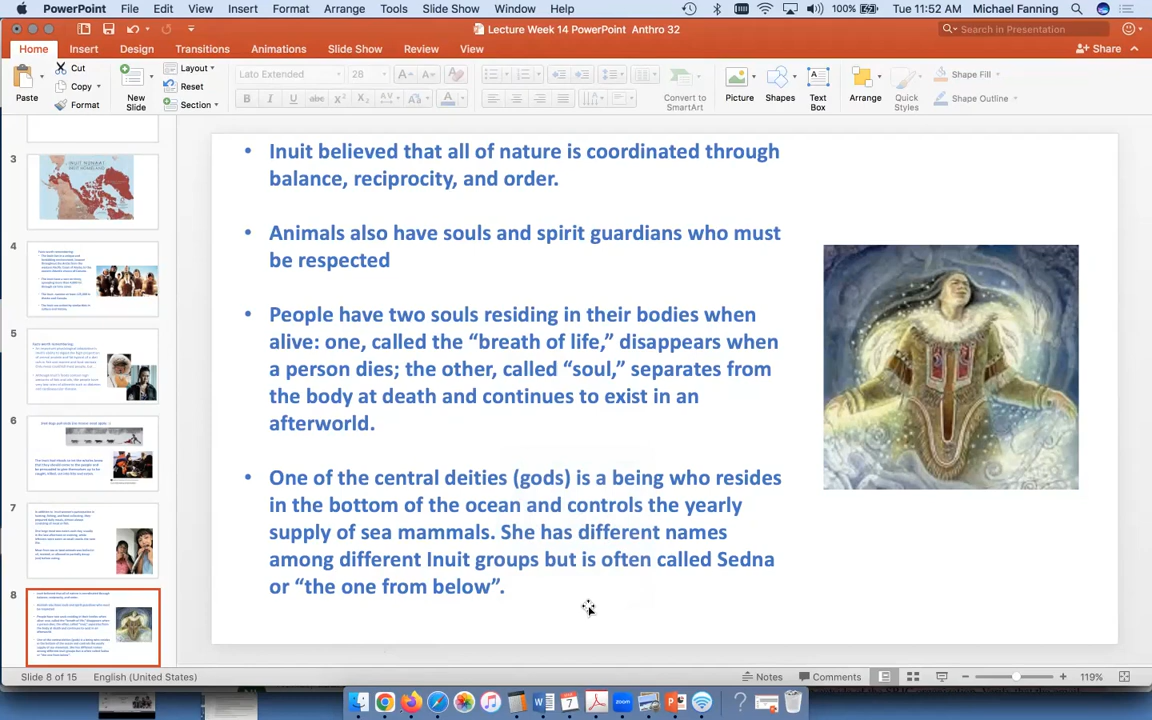 PowerPoint File Edit View Insert Format Arrange Tools Slide Show Window Help 100% Tue 11:52 AM Michael Fanning
Lecture Week 14 PowerPoint Anthro 32
Search in Presentation
Home Insert Design Transitions Animations Slide Show Review View
Share
Paste
Cut
Copy
Format
New
Slide
Layout
Reset
Section
Lato Extended 28
B I U abc X² X₂
Convert to
SmartArt
Picture
Shapes
Text
Box
Arrange
Quick
Styles
Shape Fill
Shape Outline
3
4
5
6
7
8
• Inuit believed that all of nature is coordinated through
balance, reciprocity, and order.
• Animals also have souls and spirit guardians who must
be respected
• People have two souls residing in their bodies when
alive: one, called the “breath of life,” disappears when
a person dies; the other, called “soul,” separates from
the body at death and continues to exist in an
afterworld.
• One of the central deities (gods) is a being who resides
in the bottom of the ocean and controls the yearly
supply of sea mammals. She has different names
among different Inuit groups but is often called Sedna
or “the one from below”.
Slide 8 of 15 English (United States)
Notes Comments 119%